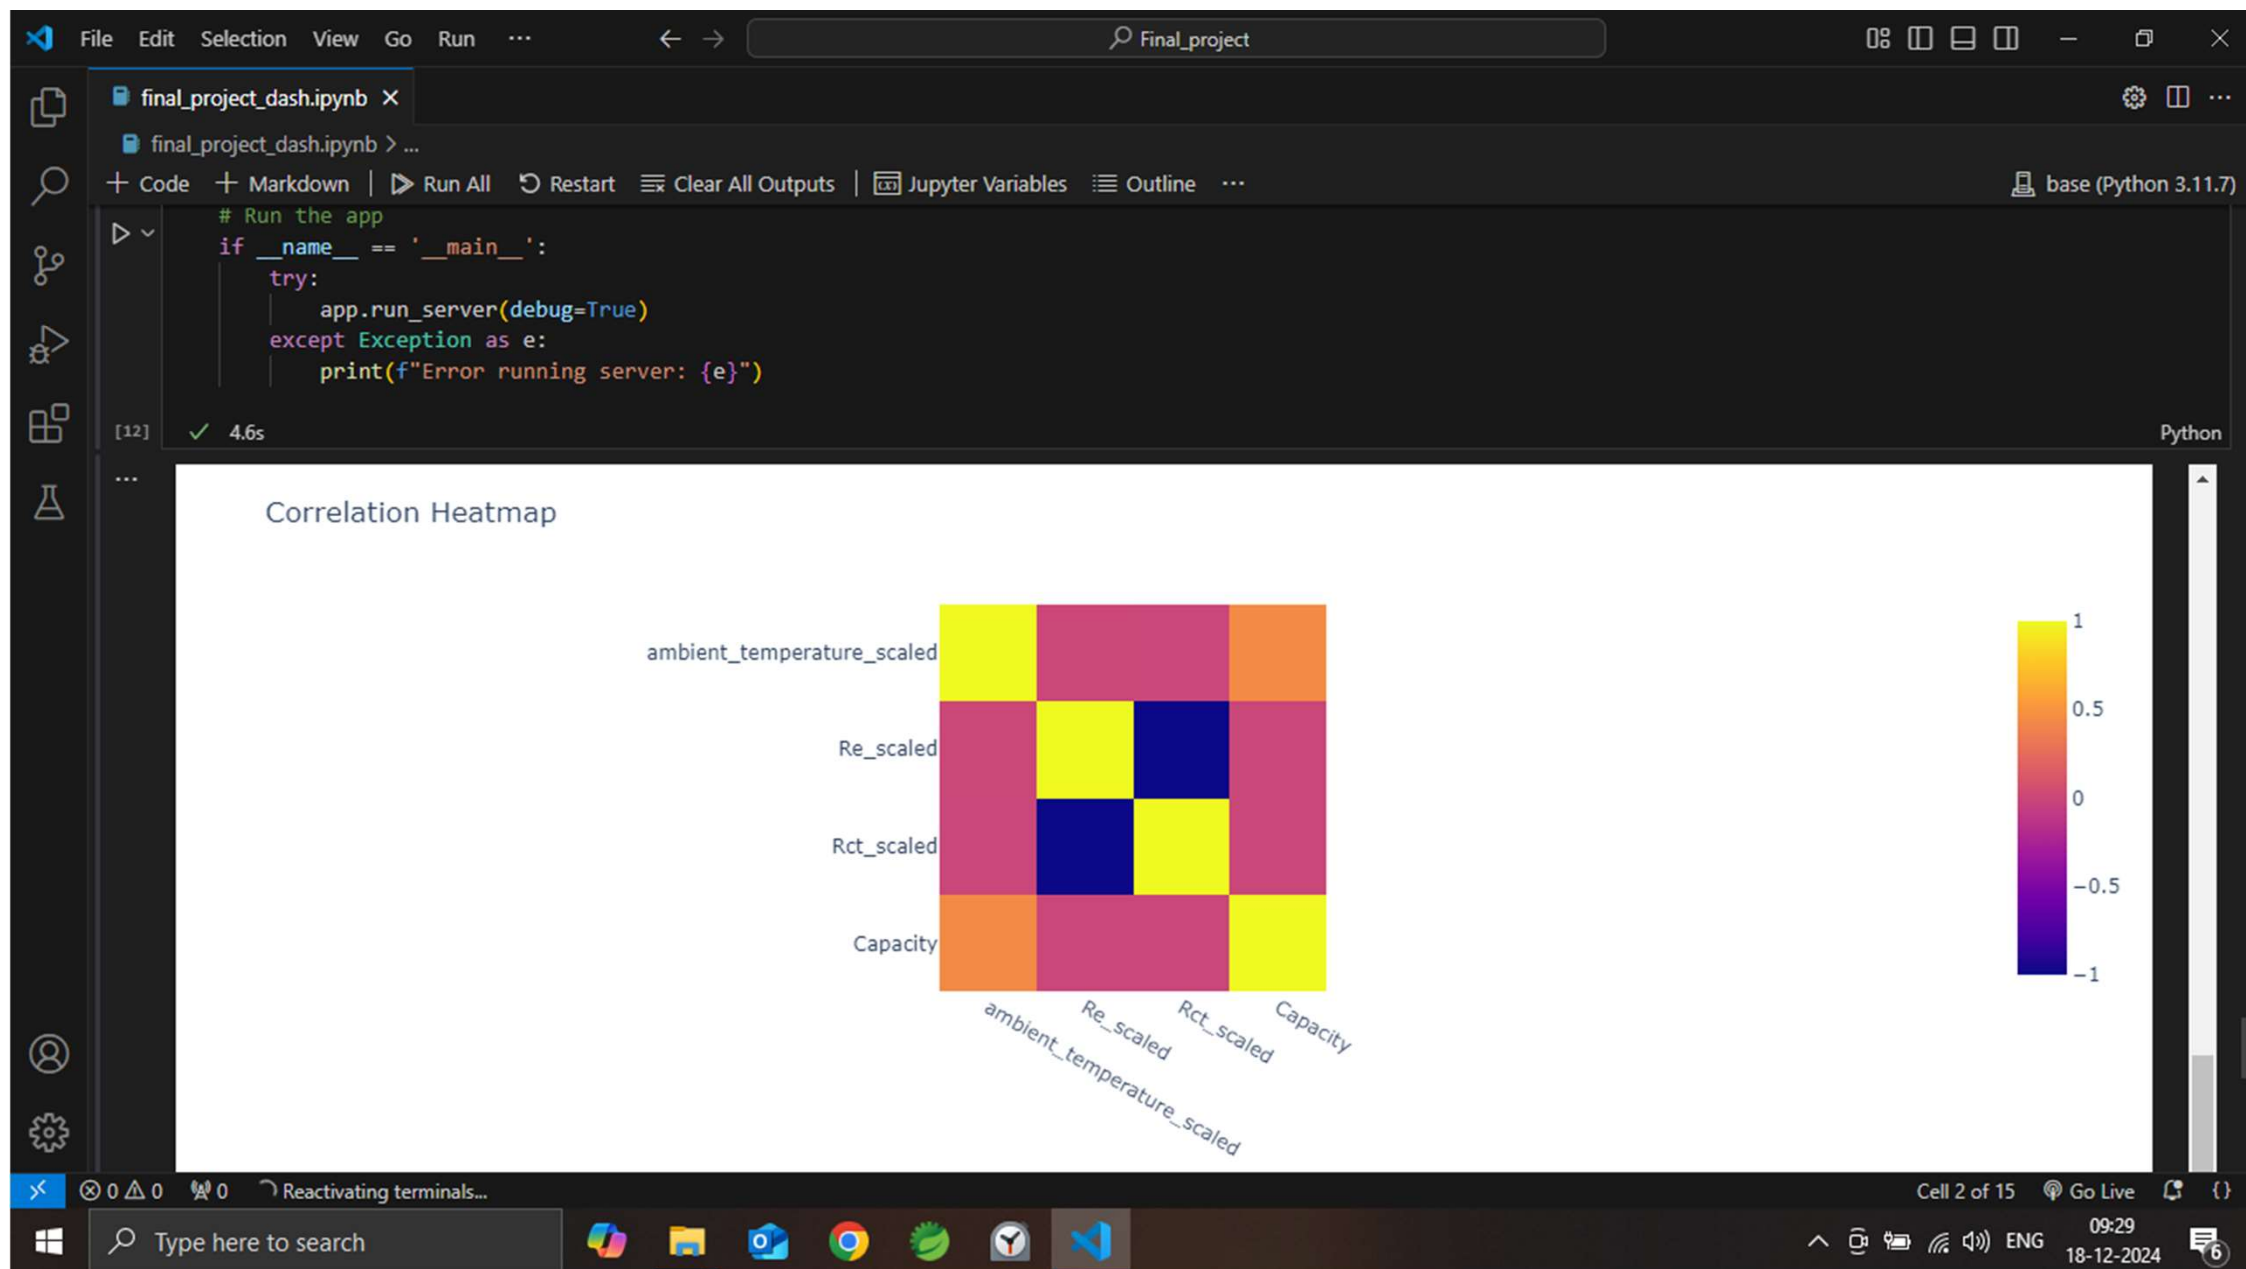 File Edit Selection View Go Run ···
Final_project
final_project_dash.ipynb
final_project_dash.ipynb > ...
+ Code + Markdown | Run All Restart Clear All Outputs | Jupyter Variables Outline ···
base (Python 3.11.7)
# Run the app
if __name__ == '__main__':
try:
app.run_server(debug=True)
except Exception as e:
print(f"Error running server: {e}")
[12]
4.6s
Python
Correlation Heatmap
ambient_temperature_scaled
Re_scaled
Rct_scaled
Capacity
ambient_temperature_scaled
Re_scaled
Rct_scaled
Capacity
1
0.5
0
−0.5
−1
0 0 0 Reactivating terminals...
Cell 2 of 15 Go Live {}
Type here to search
ENG
09:29
18-12-2024
6